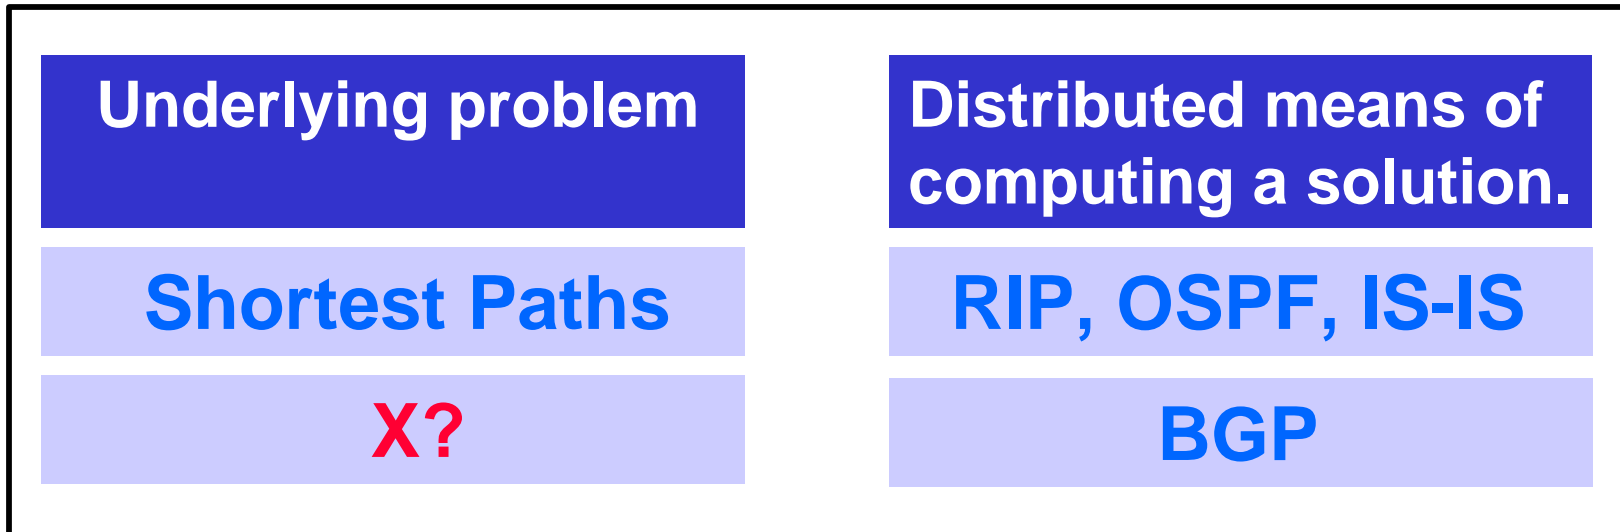 Underlying problem
Distributed means of
computing a solution.
Shortest Paths
RIP, OSPF, IS-IS
X?
BGP